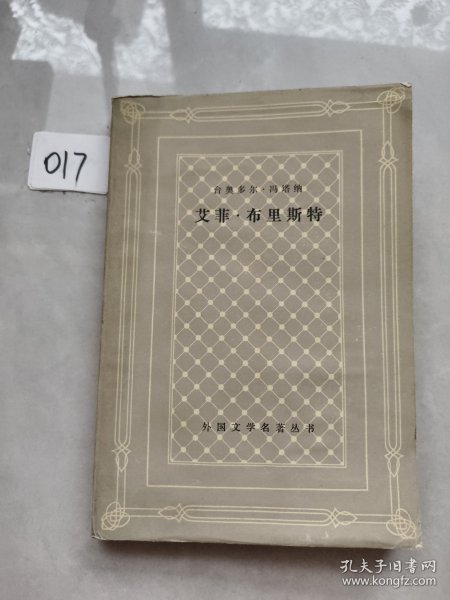 017
台奥多尔·冯塔纳
艾菲·布里斯特
外国文学名著丛书
孔夫子旧书网
www.kongfz.com